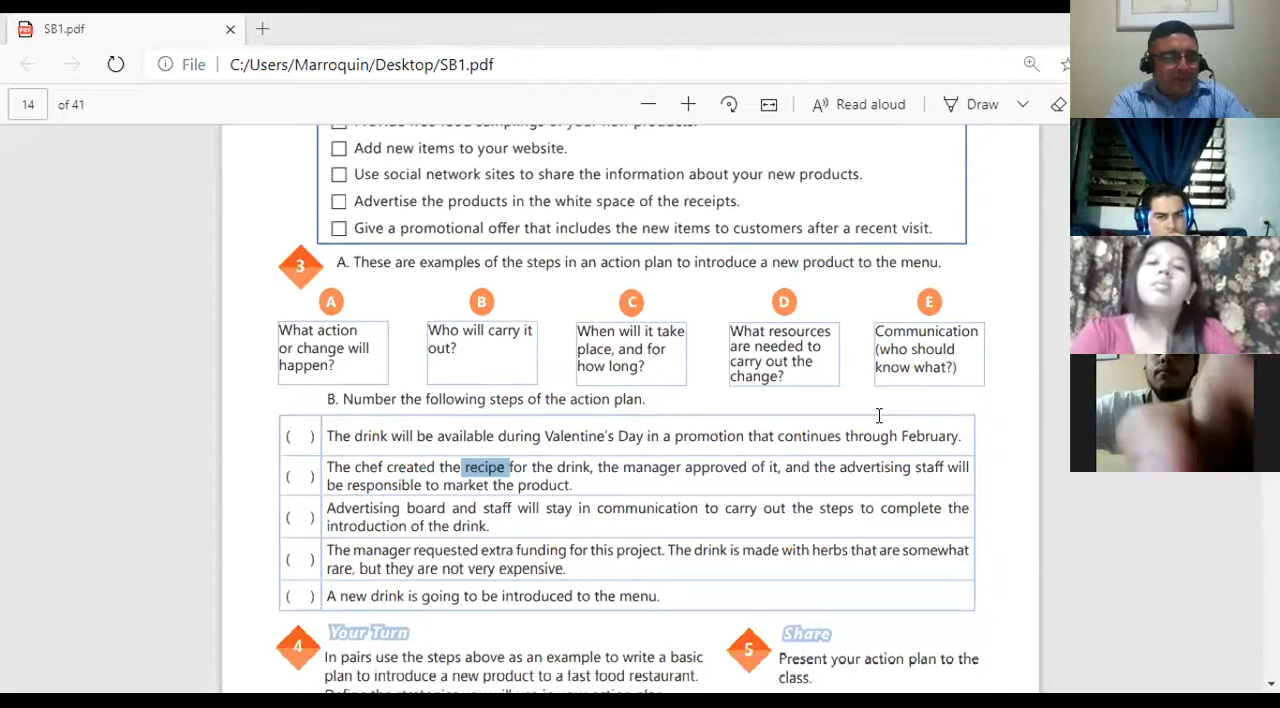 SB1.pdf
File
C:/Users/Marroquin/Desktop/SB1.pdf
14
of 41
Read aloud
Draw
Add new items to your website.
Use social network sites to share the information about your new products.
Advertise the products in the white space of the receipts.
Give a promotional offer that includes the new items to customers after a recent visit.
3
A. These are examples of the steps in an action plan to introduce a new product to the menu.
A
B
C
D
E
What action
or change will
happen?
Who will carry it
out?
When will it take
place, and for
how long?
What resources
are needed to
carry out the
change?
Communication
(who should
know what?)
B. Number the following steps of the action plan.
( ) The drink will be available during Valentine's Day in a promotion that continues through February.
( ) The chef created the recipe for the drink, the manager approved of it, and the advertising staff will
be responsible to market the product.
( ) Advertising board and staff will stay in communication to carry out the steps to complete the
introduction of the drink.
( ) The manager requested extra funding for this project. The drink is made with herbs that are somewhat
rare, but they are not very expensive.
( ) A new drink is going to be introduced to the menu.
4
Your Turn
In pairs use the steps above as an example to write a basic
plan to introduce a new product to a fast food restaurant.
5
Share
Present your action plan to the
class.